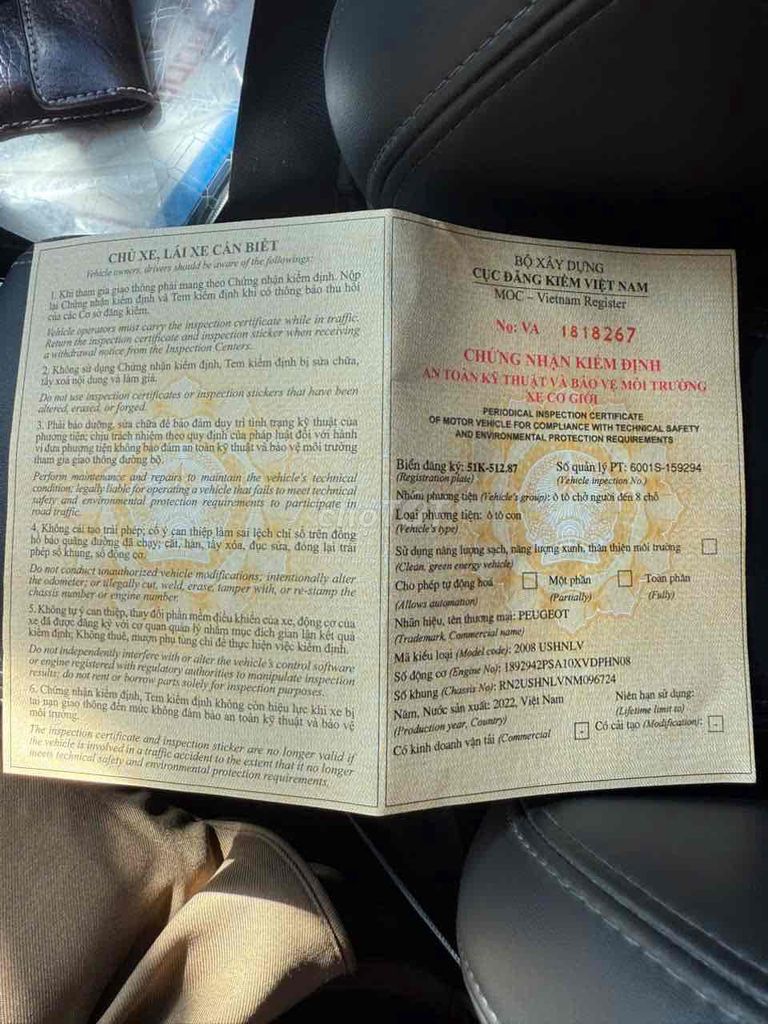 CHỦ XE, LÁI XE CẦN BIẾT
Vehicle owners, drivers should be aware of the followings:
1. Khi tham gia giao thông phải mang theo Chứng nhận kiểm định. Nộp
lại Chứng nhận kiểm định và Tem kiểm định khi có thông báo thu hồi
của các Cơ sở đăng kiểm.
Vehicle operators must carry the inspection certificate while in traffic.
Return the inspection certificate and inspection sticker when receiving
a withdrawal notice from the Inspection Centers.
2. Không sử dụng Chứng nhận kiểm định, Tem kiểm định bị sửa chữa,
tẩy xoá nội dung và làm giả.
Do not use inspection certificates or inspection stickers that have been
altered, erased, or forged.
3. Phải bảo dưỡng, sửa chữa để bảo đảm duy trì tình trạng kỹ thuật của
phương tiện; chịu trách nhiệm theo quy định của pháp luật đối với hành
vi đưa phương tiện không bảo đảm an toàn kỹ thuật và bảo vệ môi trường
tham gia giao thông đường bộ.
Perform maintenance and repairs to maintain the vehicle's technical
condition; legally liable for operating a vehicle that fails to meet technical
safety and environmental protection requirements to participate in
road traffic.
4. Không cải tạo trái phép; cố ý can thiệp làm sai lệch chỉ số trên đồng
hồ báo quãng đường đã chạy; cắt, hàn, tẩy xóa, đục sửa, đóng lại trái
phép số khung, số động cơ.
Do not conduct unauthorized vehicle modifications; intentionally alter
the odometer; or illegally cut, weld, erase, tamper with, or re-stamp the
chassis number or engine number.
5. Không tự ý can thiệp, thay đổi phần mềm điều khiển của xe, động cơ của
xe đã được đăng ký với cơ quan quản lý nhằm mục đích gian lận kết quả
kiểm định; Không thuê, mượn phụ tùng chỉ để thực hiện việc kiểm định.
Do not independently interfere with or alter the vehicle's control software
or engine registered with regulatory authorities to manipulate inspection
results; do not rent or borrow parts solely for inspection purposes.
6. Chứng nhận kiểm định, Tem kiểm định không còn hiệu lực khi xe bị
tai nạn giao thông đến mức không đảm bảo an toàn kỹ thuật và bảo vệ
môi trường.
The inspection certificate and inspection sticker are no longer valid if
the vehicle is involved in a traffic accident to the extent that it no longer
meets technical safety and environmental protection requirements.
BỘ XÂY DỰNG
CỤC ĐĂNG KIỂM VIỆT NAM
MOC – Vietnam Register
No: VA 1818267
CHỨNG NHẬN KIỂM ĐỊNH
AN TOÀN KỸ THUẬT VÀ BẢO VỆ MÔI TRƯỜNG
XE CƠ GIỚI
PERIODICAL INSPECTION CERTIFICATE
OF MOTOR VEHICLE FOR COMPLIANCE WITH TECHNICAL SAFETY
AND ENVIRONMENTAL PROTECTION REQUIREMENTS
Biển đăng ký: 51K-512.87 Số quản lý PT: 6001S-159294
(Registration plate) (Vehicle inpection No.)
Nhóm phương tiện (Vehicle's group): ô tô chở người đến 8 chỗ
Loại phương tiện: ô tô con
(Vehicle's type)
Sử dụng năng lượng sạch, năng lượng xanh, thân thiện môi trường
(Clean, green energy vehicle)
Cho phép tự động hoá Một phần Toàn phần
(Allows automation) (Partially) (Fully)
Nhãn hiệu, tên thương mại: PEUGEOT
(Trademark, Commercial name)
Mã kiểu loại (Model code): 2008 USHNLV
Số động cơ (Engine No): 1892942PSA10XVDPHN08
Số khung (Chassis No): RN2USHNLVNM096724
Năm, Nước sản xuất: 2022, Việt Nam Niên hạn sử dụng:
(Production year, Country) (Lifetime limit to)
Có kinh doanh vận tải (Commercial - Có cải tạo (Modification): -